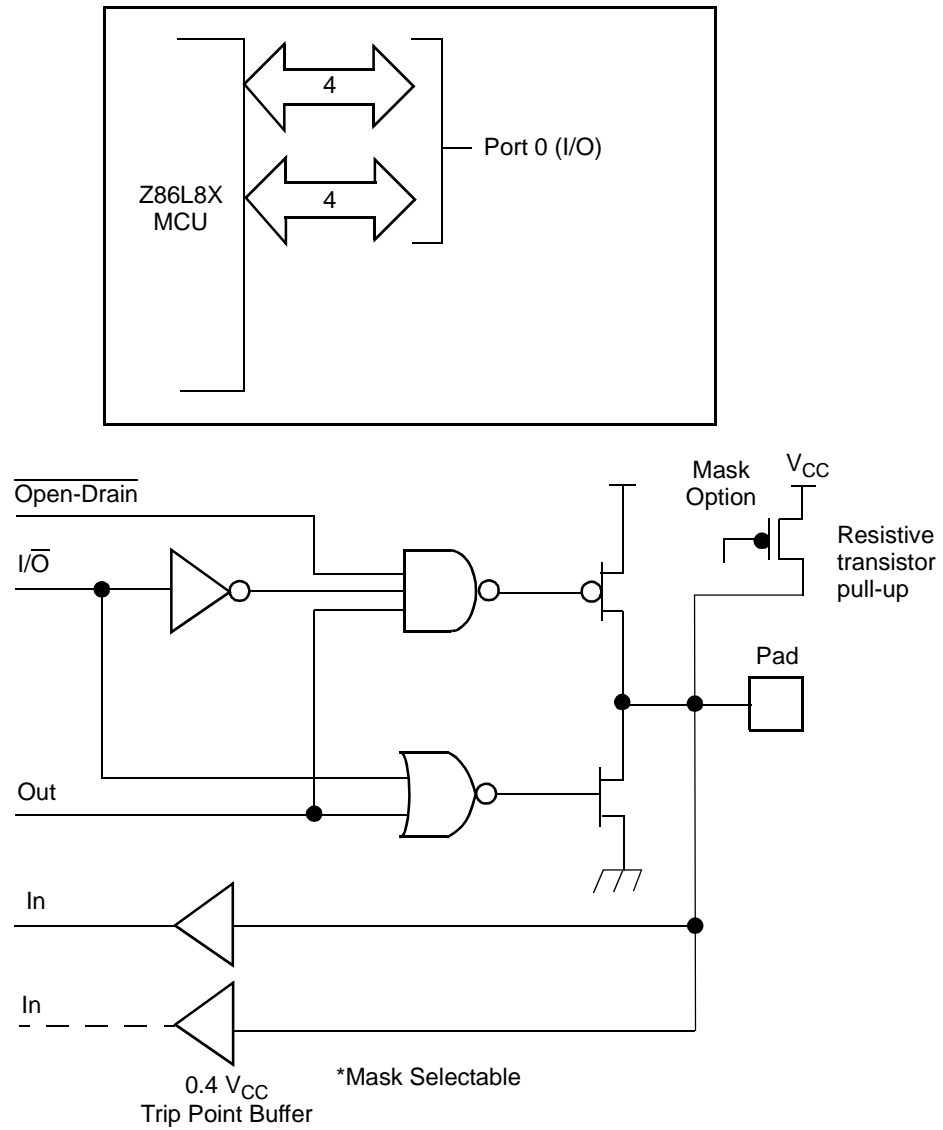 4
Port 0 (I/O)
Z86L8X
MCU
4
Open-Drain
I/O
Out
In
In
0.4 VCC
Trip Point Buffer
*Mask Selectable
Mask
Option
VCC
Resistive
transistor
pull-up
Pad